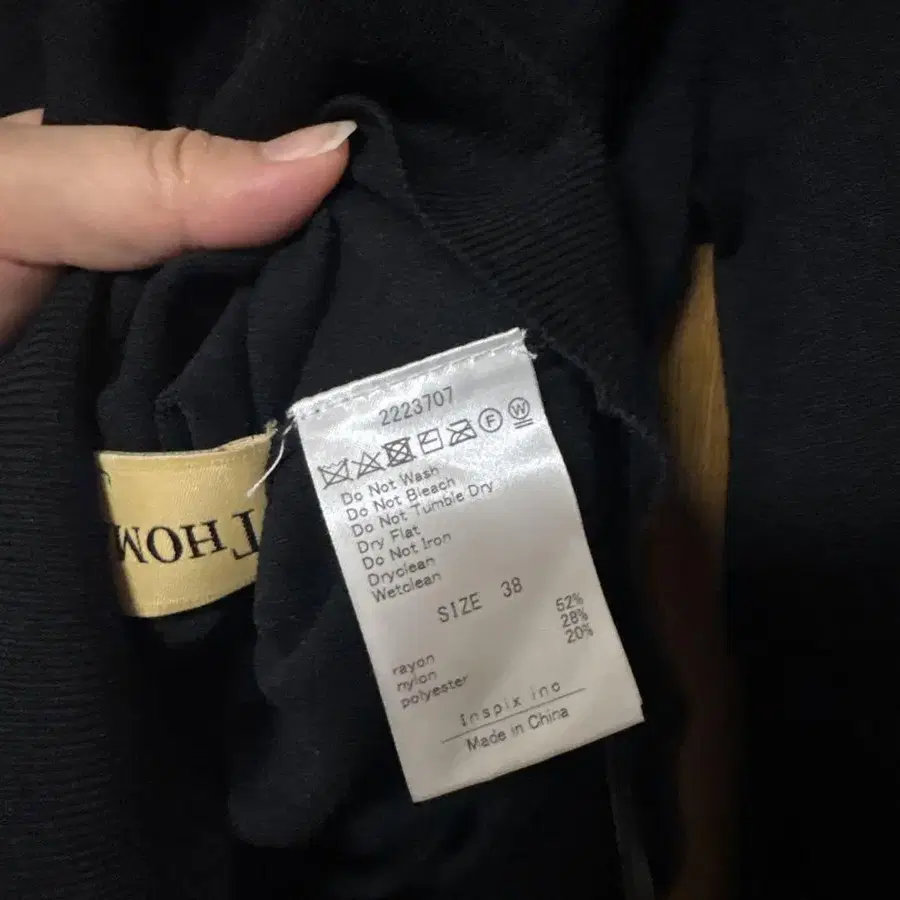 2223707
Do Not Wash
Do Not Bleach
Do Not Tumble Dry
Dry Flat
Do Not Iron
Dryclean
Wetclean
SIZE 38
rayon 52%
nylon 28%
polyester 20%
Inspix inc
Made in China
THOM